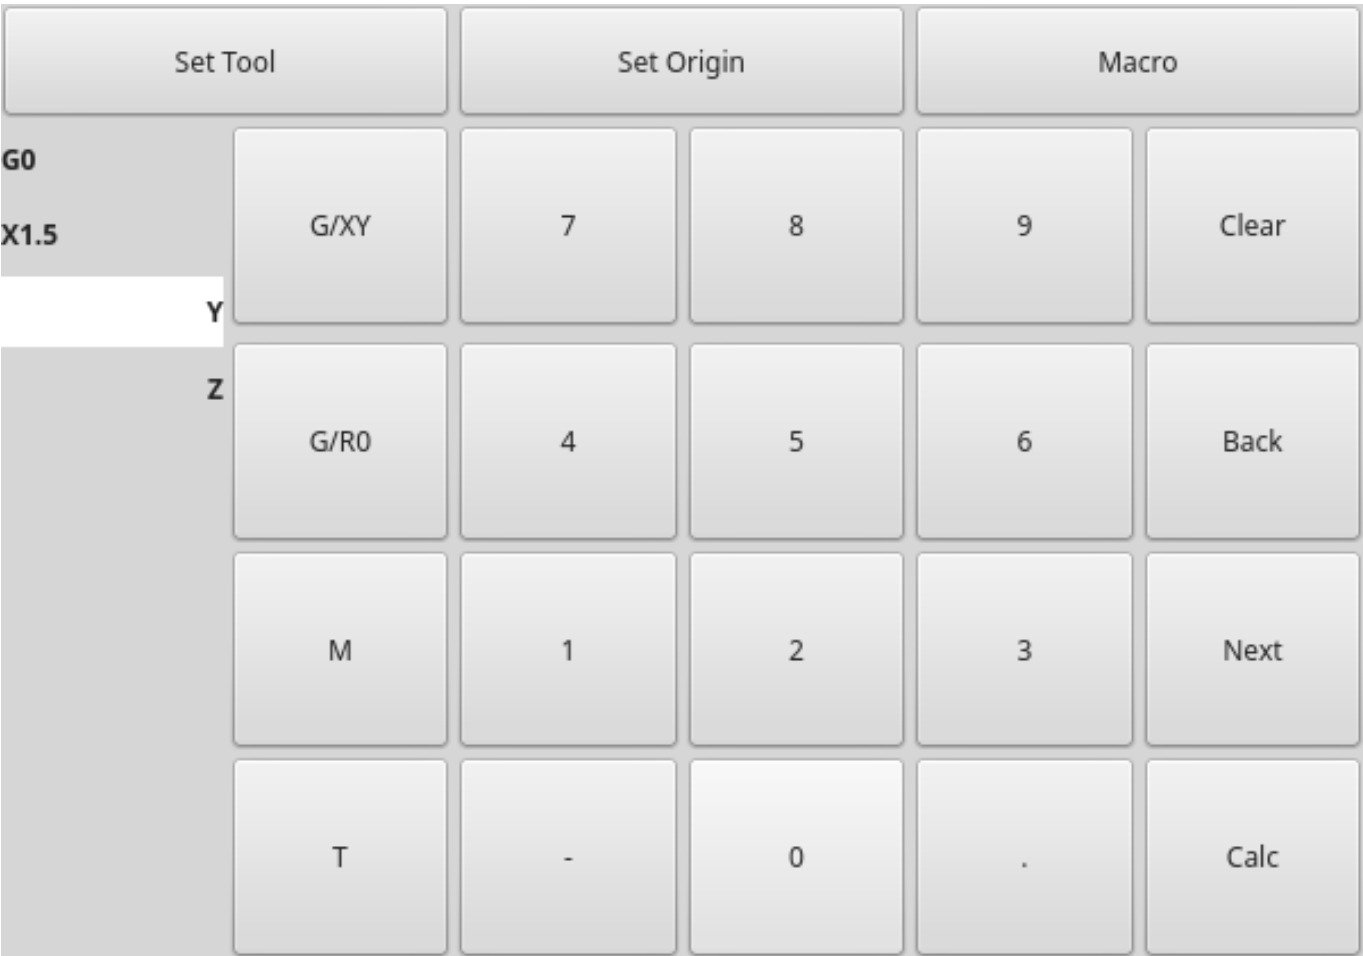 Set Tool Set Origin Macro
G0
X1.5
Y
Z
G/XY 7 8 9 Clear
G/R0 4 5 6 Back
M 1 2 3 Next
T - 0 . Calc